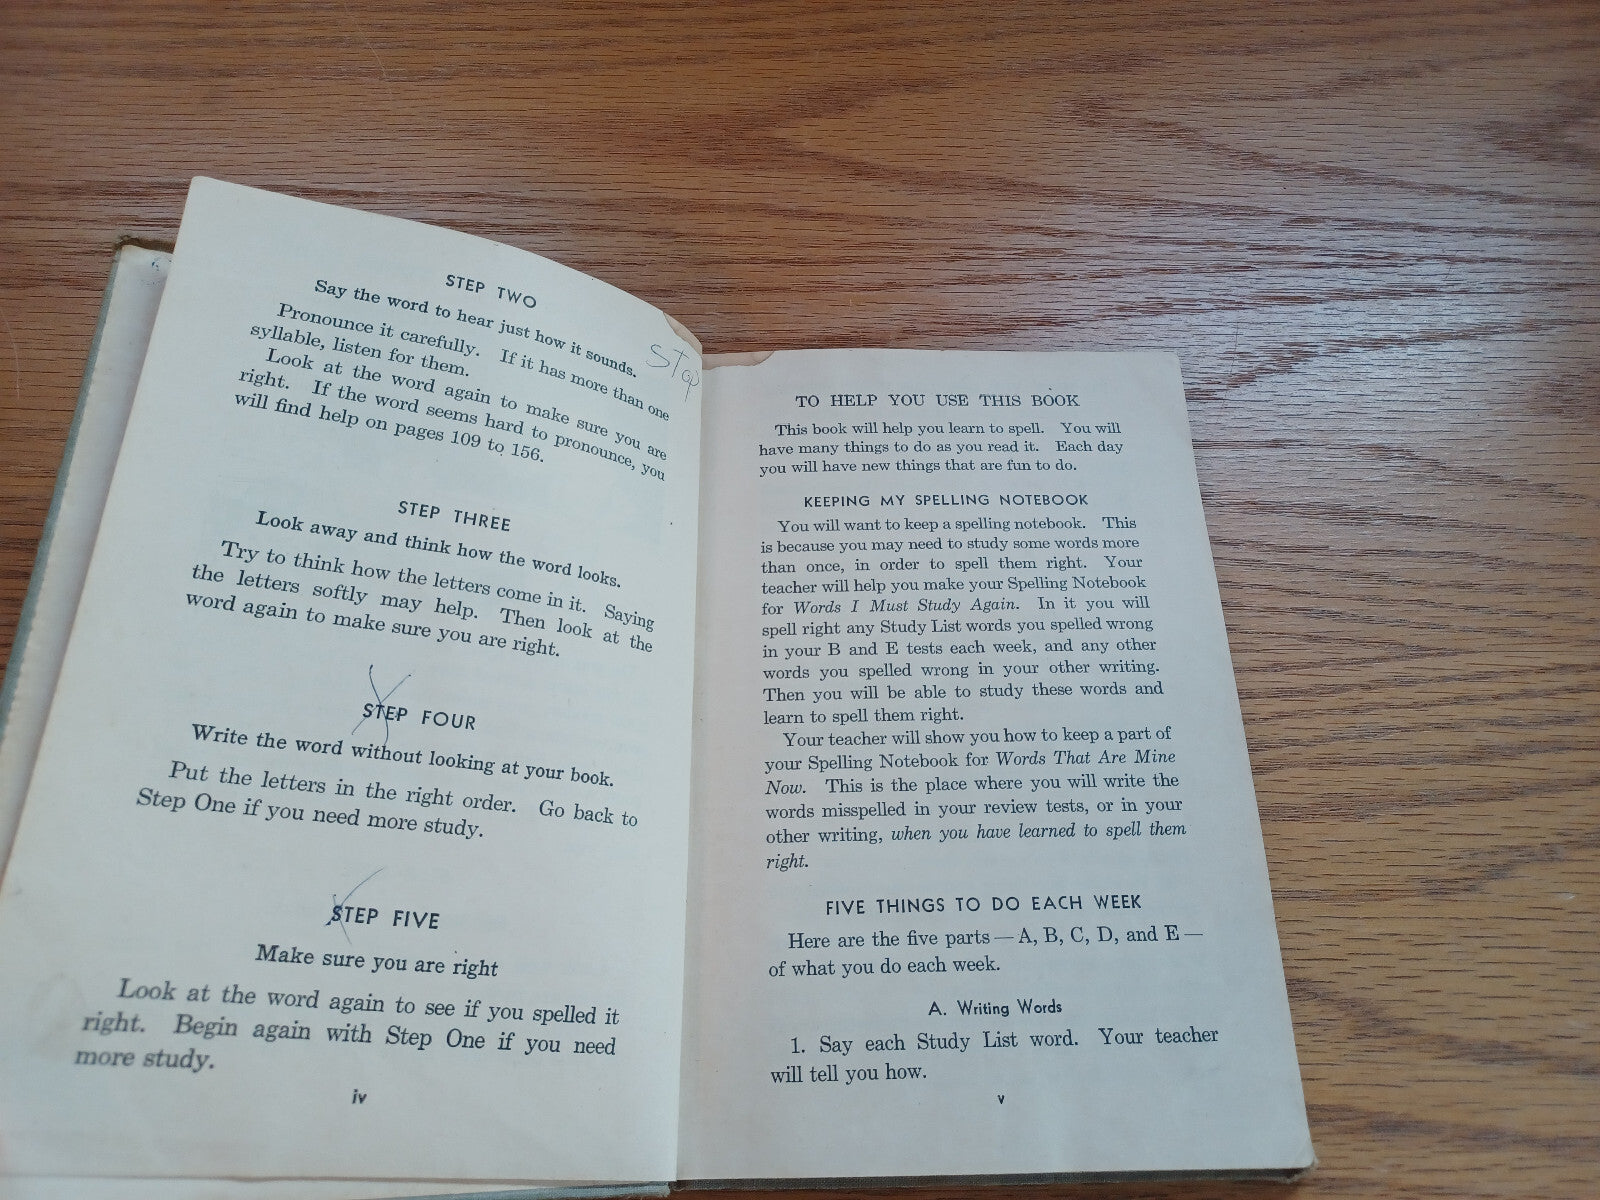 STEP TWO
Say the word to hear just how it sounds.
Pronounce it carefully. If it has more than one
syllable, listen for them.
Look at the word again to make sure you are
right. If the word seems hard to pronounce, you
will find help on pages 109 to 156.
Stop
STEP THREE
Look away and think how the word looks.
Try to think how the letters come in it. Saying
the letters softly may help. Then look at the
word again to make sure you are right.
STEP FOUR
Write the word without looking at your book.
Put the letters in the right order. Go back to
Step One if you need more study.
STEP FIVE
Make sure you are right
Look at the word again to see if you spelled it
right. Begin again with Step One if you need
more study.
iv
TO HELP YOU USE THIS BOOK
This book will help you learn to spell. You will
have many things to do as you read it. Each day
you will have new things that are fun to do.
KEEPING MY SPELLING NOTEBOOK
You will want to keep a spelling notebook. This
is because you may need to study some words more
than once, in order to spell them right. Your
teacher will help you make your Spelling Notebook
for Words I Must Study Again. In it you will
spell right any Study List words you spelled wrong
in your B and E tests each week, and any other
words you spelled wrong in your other writing.
Then you will be able to study these words and
learn to spell them right.
Your teacher will show you how to keep a part of
your Spelling Notebook for Words That Are Mine
Now. This is the place where you will write the
words misspelled in your review tests, or in your
other writing, when you have learned to spell them
right.
FIVE THINGS TO DO EACH WEEK
Here are the five parts — A, B, C, D, and E —
of what you do each week.
A. Writing Words
1. Say each Study List word. Your teacher
will tell you how.
v